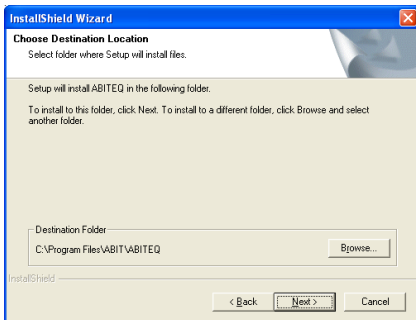 InstallShield Wizard
Choose Destination Location
Select folder where Setup will install files.
Setup will install ABITEQ in the following folder.
To install to this folder, click Next. To install to a different folder, click Browse and select
another folder.
Destination Folder
C:\Program Files\ABIT\ABITEQ
Browse...
InstallShield
< Back
Next >
Cancel